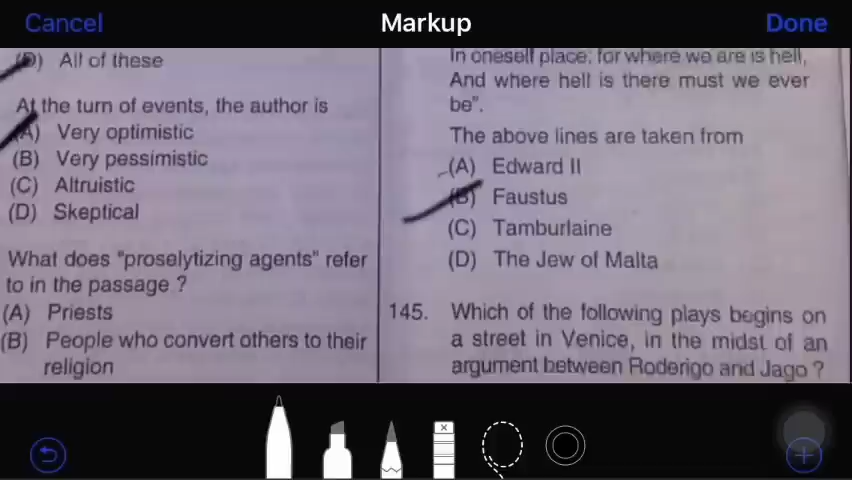 Cancel
Markup
Done
(D) All of these
At the turn of events, the author is
(A) Very optimistic
(B) Very pessimistic
(C) Altruistic
(D) Skeptical
What does "proselytizing agents" refer
to in the passage ?
(A) Priests
(B) People who convert others to their
religion
In oneself place; for where we are is hell,
And where hell is there must we ever
be".
The above lines are taken from
(A) Edward II
(B) Faustus
(C) Tamburlaine
(D) The Jew of Malta
145. Which of the following plays begins on
a street in Venice, in the midst of an
argument between Roderigo and Jago ?